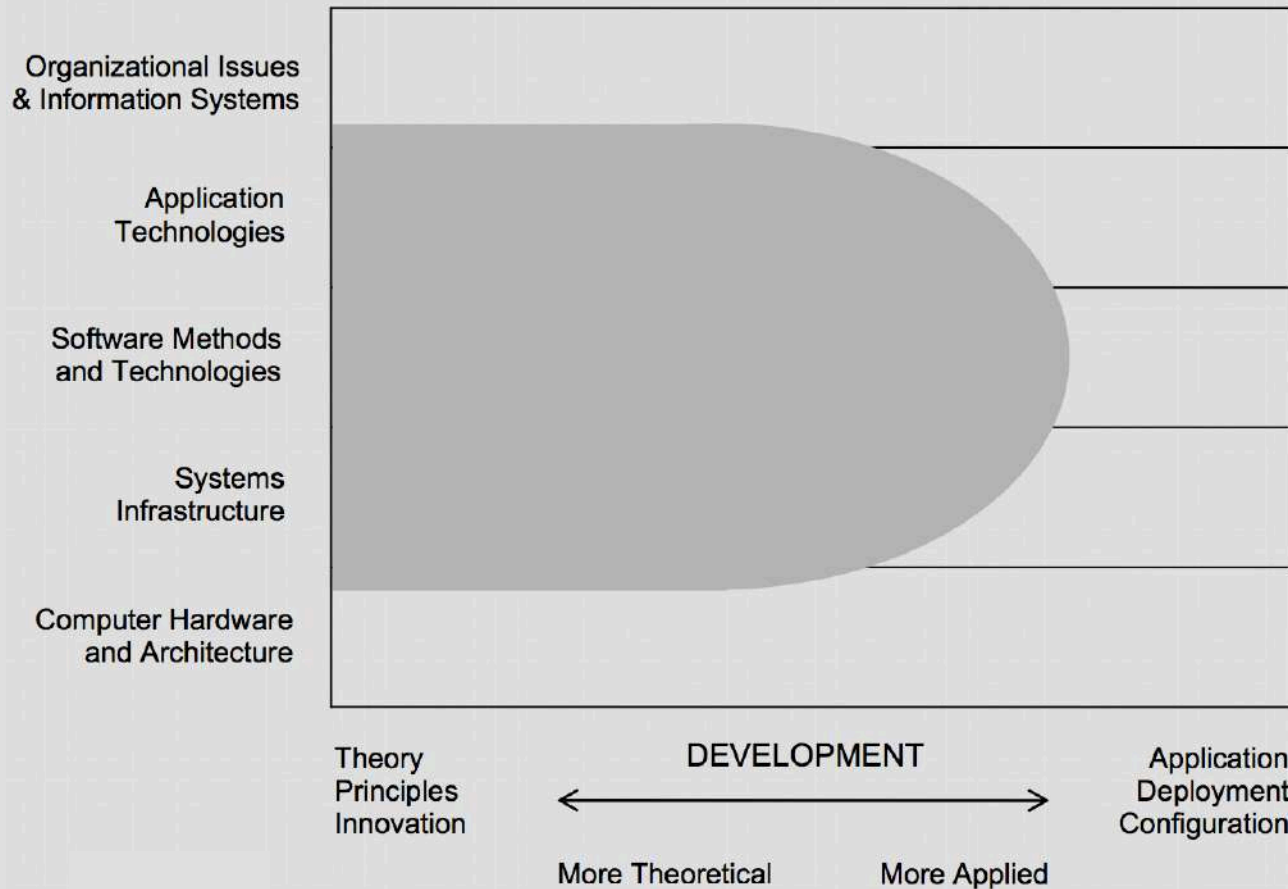 Organizational Issues
& Information Systems
Application
Technologies
Software Methods
and Technologies
Systems
Infrastructure
Computer Hardware
and Architecture
Theory
Principles
Innovation
DEVELOPMENT
Application
Deployment
Configuration
More Theoretical
More Applied